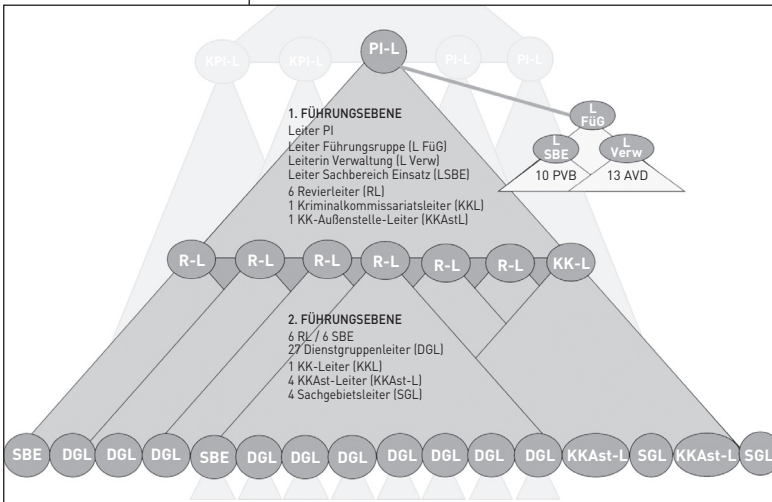 KPI-L KPI-L PI-L PI-L PI-L
1. FÜHRUNGSEBENE
Leiter PI
Leiter Führungsruppe (L FüG)
Leiterin Verwaltung (L Verw)
Leiter Sachbereich Einsatz (LSBE)
6 Revierleiter (RL)
1 Kriminalkommissariatsleiter (KKL)
1 KK-Außenstelle-Leiter (KKAstL)
L
FüG
L
SBE
L
Verw
10 PVB 13 AVD
R-L R-L R-L R-L R-L R-L KK-L
2. FÜHRUNGSEBENE
6 RL / 6 SBE
27 Dienstgruppenleiter (DGL)
1 KK-Leiter (KKL)
4 KKAst-Leiter (KKAst-L)
4 Sachgebietsleiter (SGL)
SBE DGL DGL DGL SBE DGL DGL DGL DGL DGL DGL DGL KKAst-L SGL KKAst-L SGL